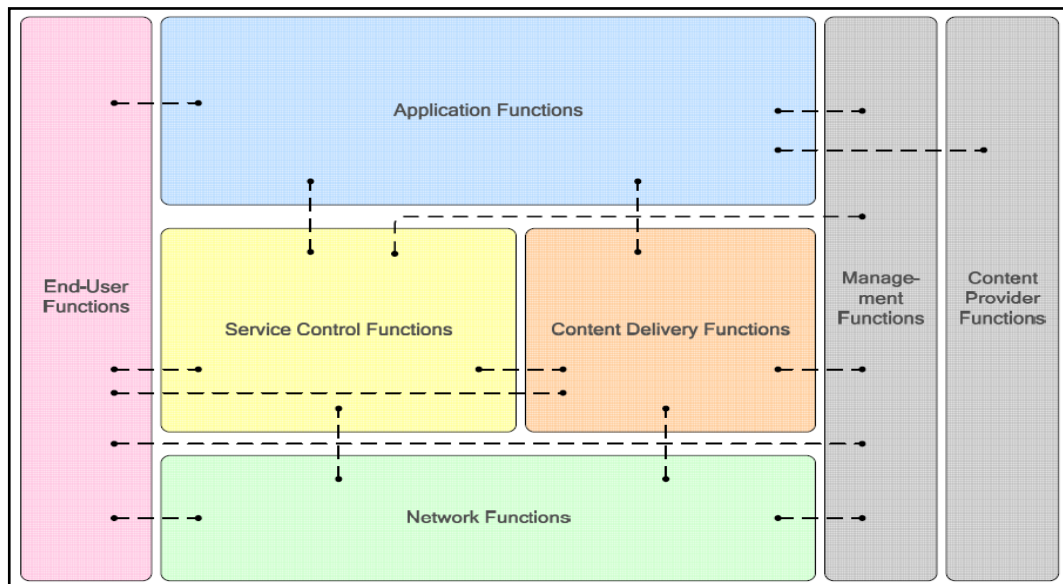 Application Functions
End-User
Functions
Service Control Functions
Content Delivery Functions
Manage-
ment
Functions
Content
Provider
Functions
Network Functions